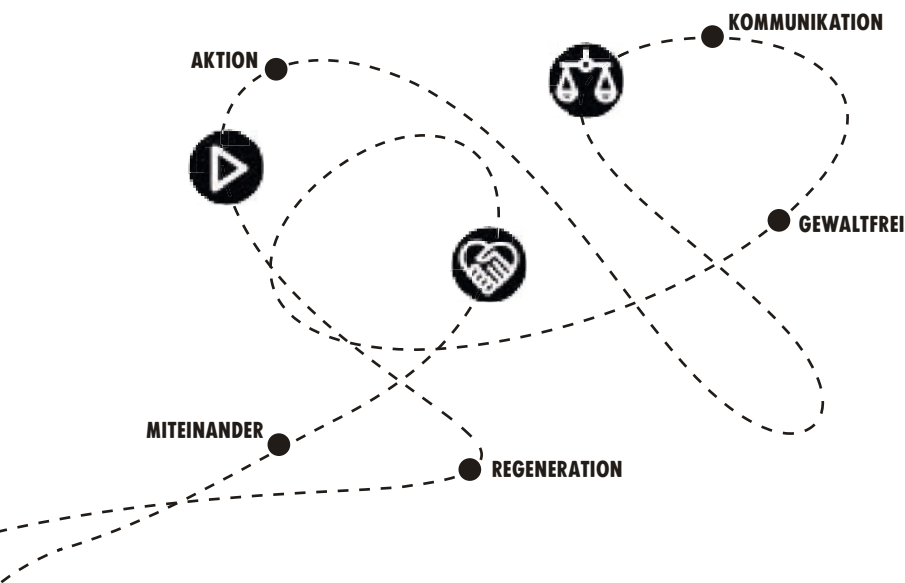 KOMMUNIKATION
AKTION
GEWALTFREI
MITEINANDER
REGENERATION